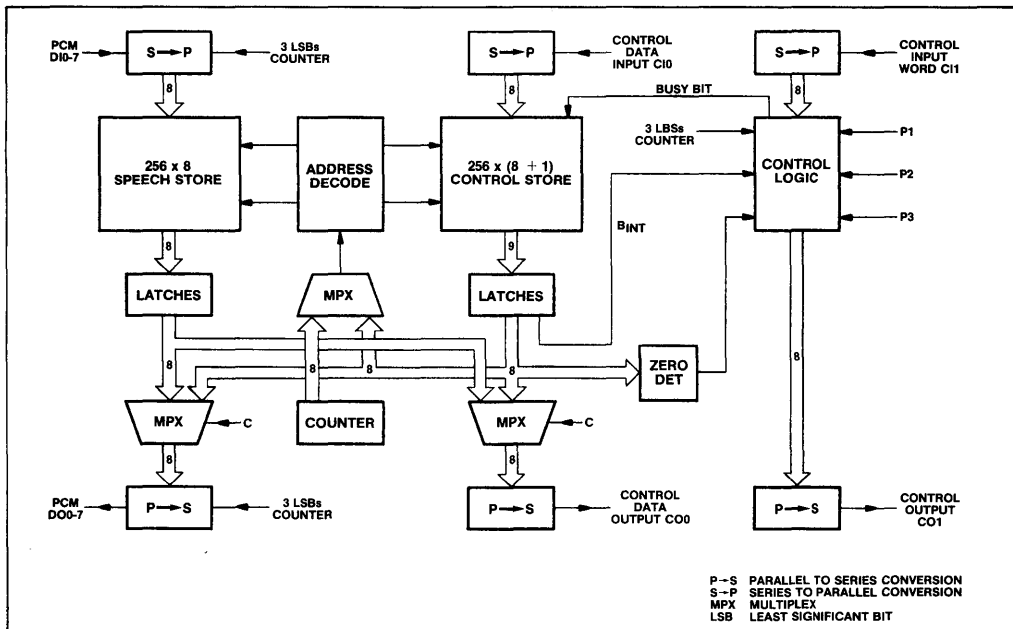 PCM
DI0-7
S→P
3 LSBs
COUNTER
S→P
CONTROL
DATA
INPUT CI0
S→P
CONTROL
INPUT
WORD CI1
8
8
8
BUSY BIT
256 x 8
SPEECH STORE
ADDRESS
DECODE
256 x (8 + 1)
CONTROL STORE
3 LBSs
COUNTER
CONTROL
LOGIC
P1
P2
P3
BINT
8
9
LATCHES
MPX
LATCHES
8
8
8
8
ZERO
DET
8
MPX
C
COUNTER
MPX
C
8
8
PCM
DO0-7
P→S
3 LSBs
COUNTER
P→S
CONTROL
DATA
OUTPUT CO0
P→S
CONTROL
OUTPUT
CO1
P→S PARALLEL TO SERIES CONVERSION
S→P SERIES TO PARALLEL CONVERSION
MPX MULTIPLEX
LSB LEAST SIGNIFICANT BIT